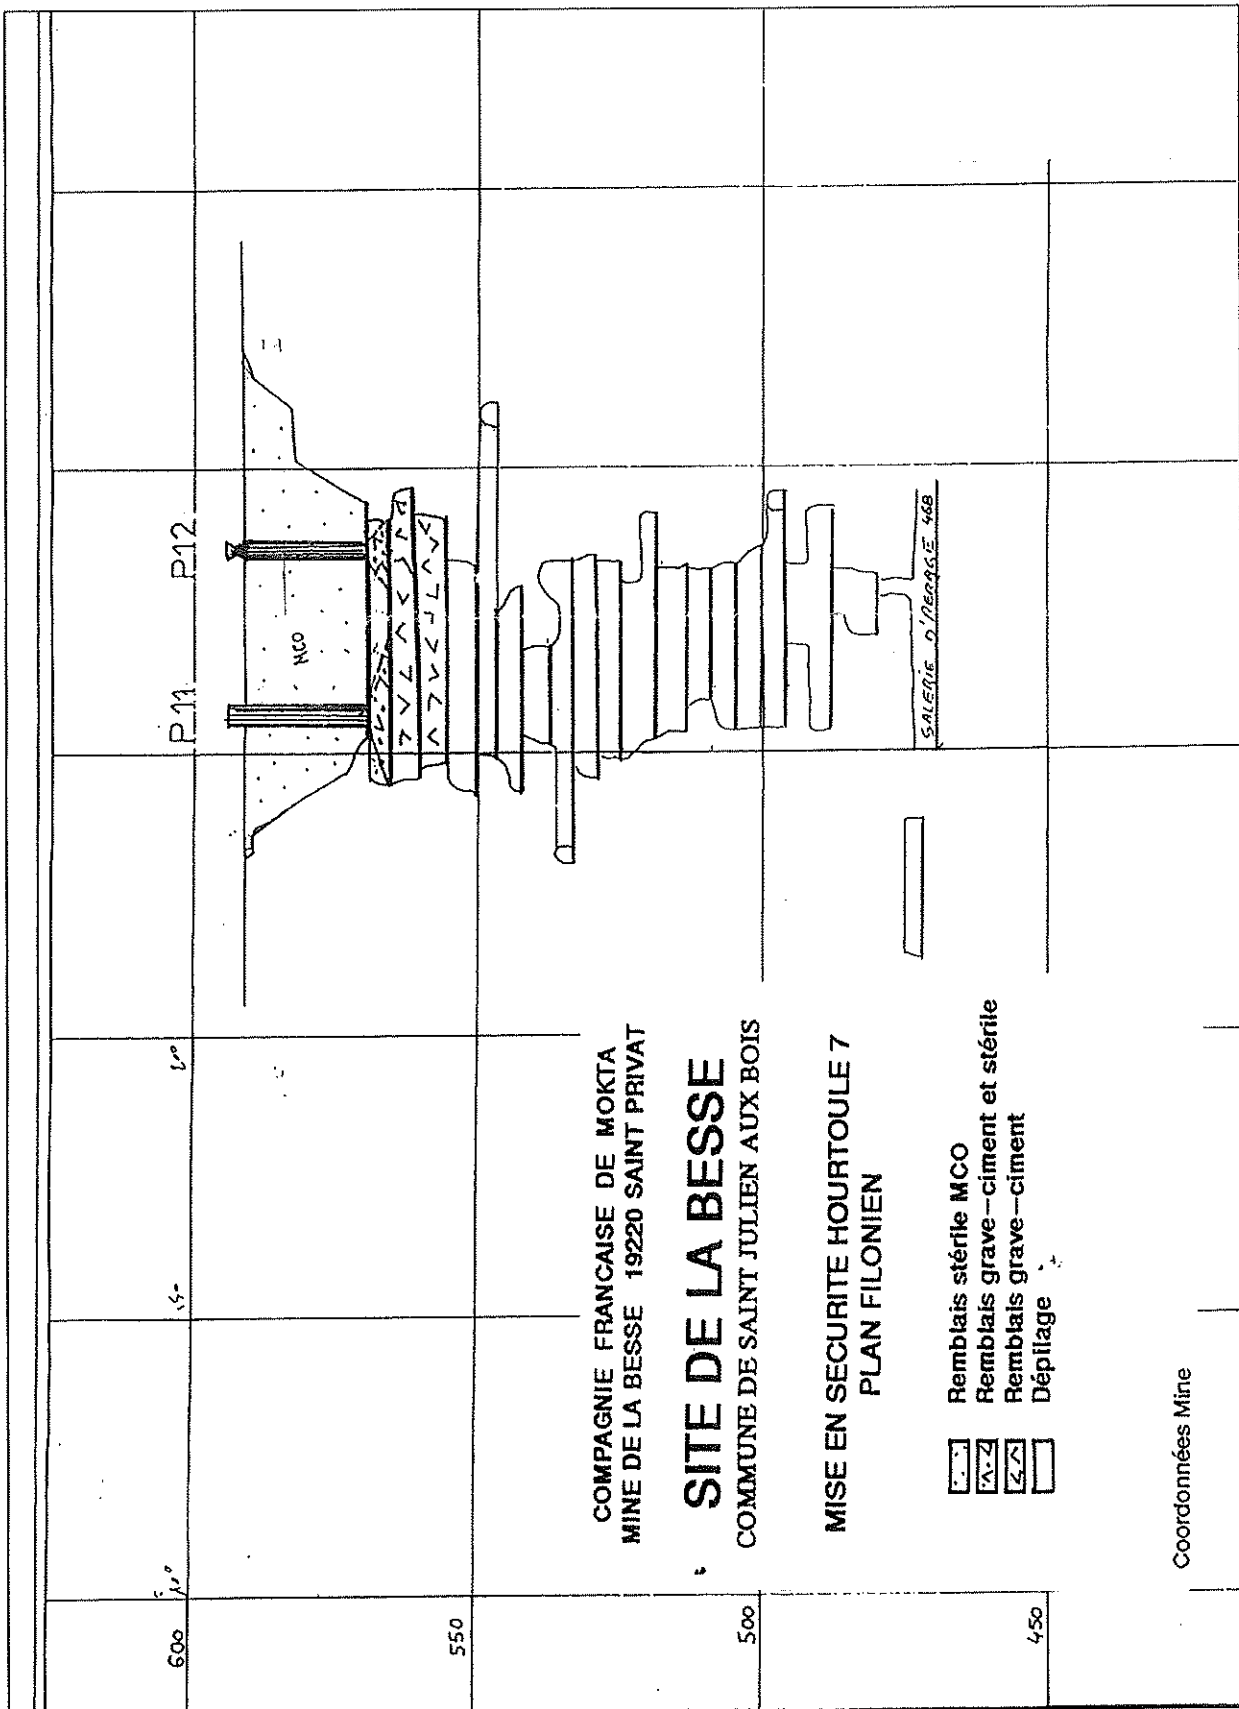 P11 P12
MCO
600
550
500
450
GALERIE D'AERAGE 468
COMPAGNIE FRANCAISE DE MOKTA
MINE DE LA BESSE 19220 SAINT PRIVAT
SITE DE LA BESSE
COMMUNE DE SAINT JULIEN AUX BOIS
MISE EN SECURITE HOURTOULE 7
PLAN FILONIEN
Remblais stérile MCO
Remblais grave-ciment et stérile
Remblais grave-ciment
Dépilage
Coordonnées Mine